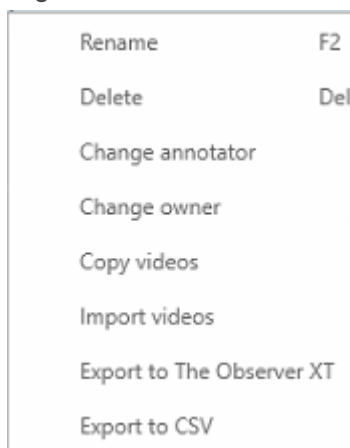 Rename F2
Delete Del
Change annotator
Change owner
Copy videos
Import videos
Export to The Observer XT
Export to CSV